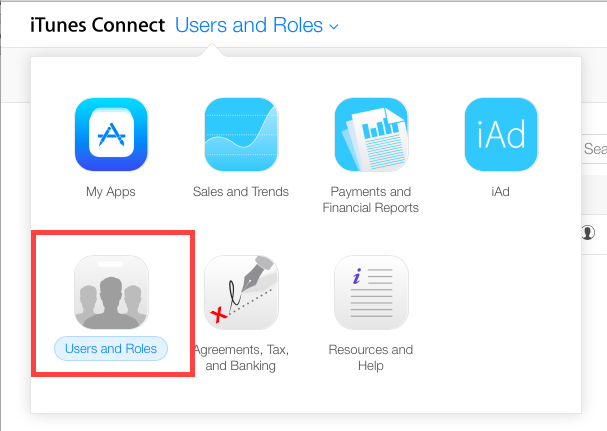 iTunes Connect Users and Roles
Sea
My Apps
Sales and Trends
Payments and
Financial Reports
iAd
iAd
Users and Roles
Agreements, Tax,
and Banking
Resources and
Help